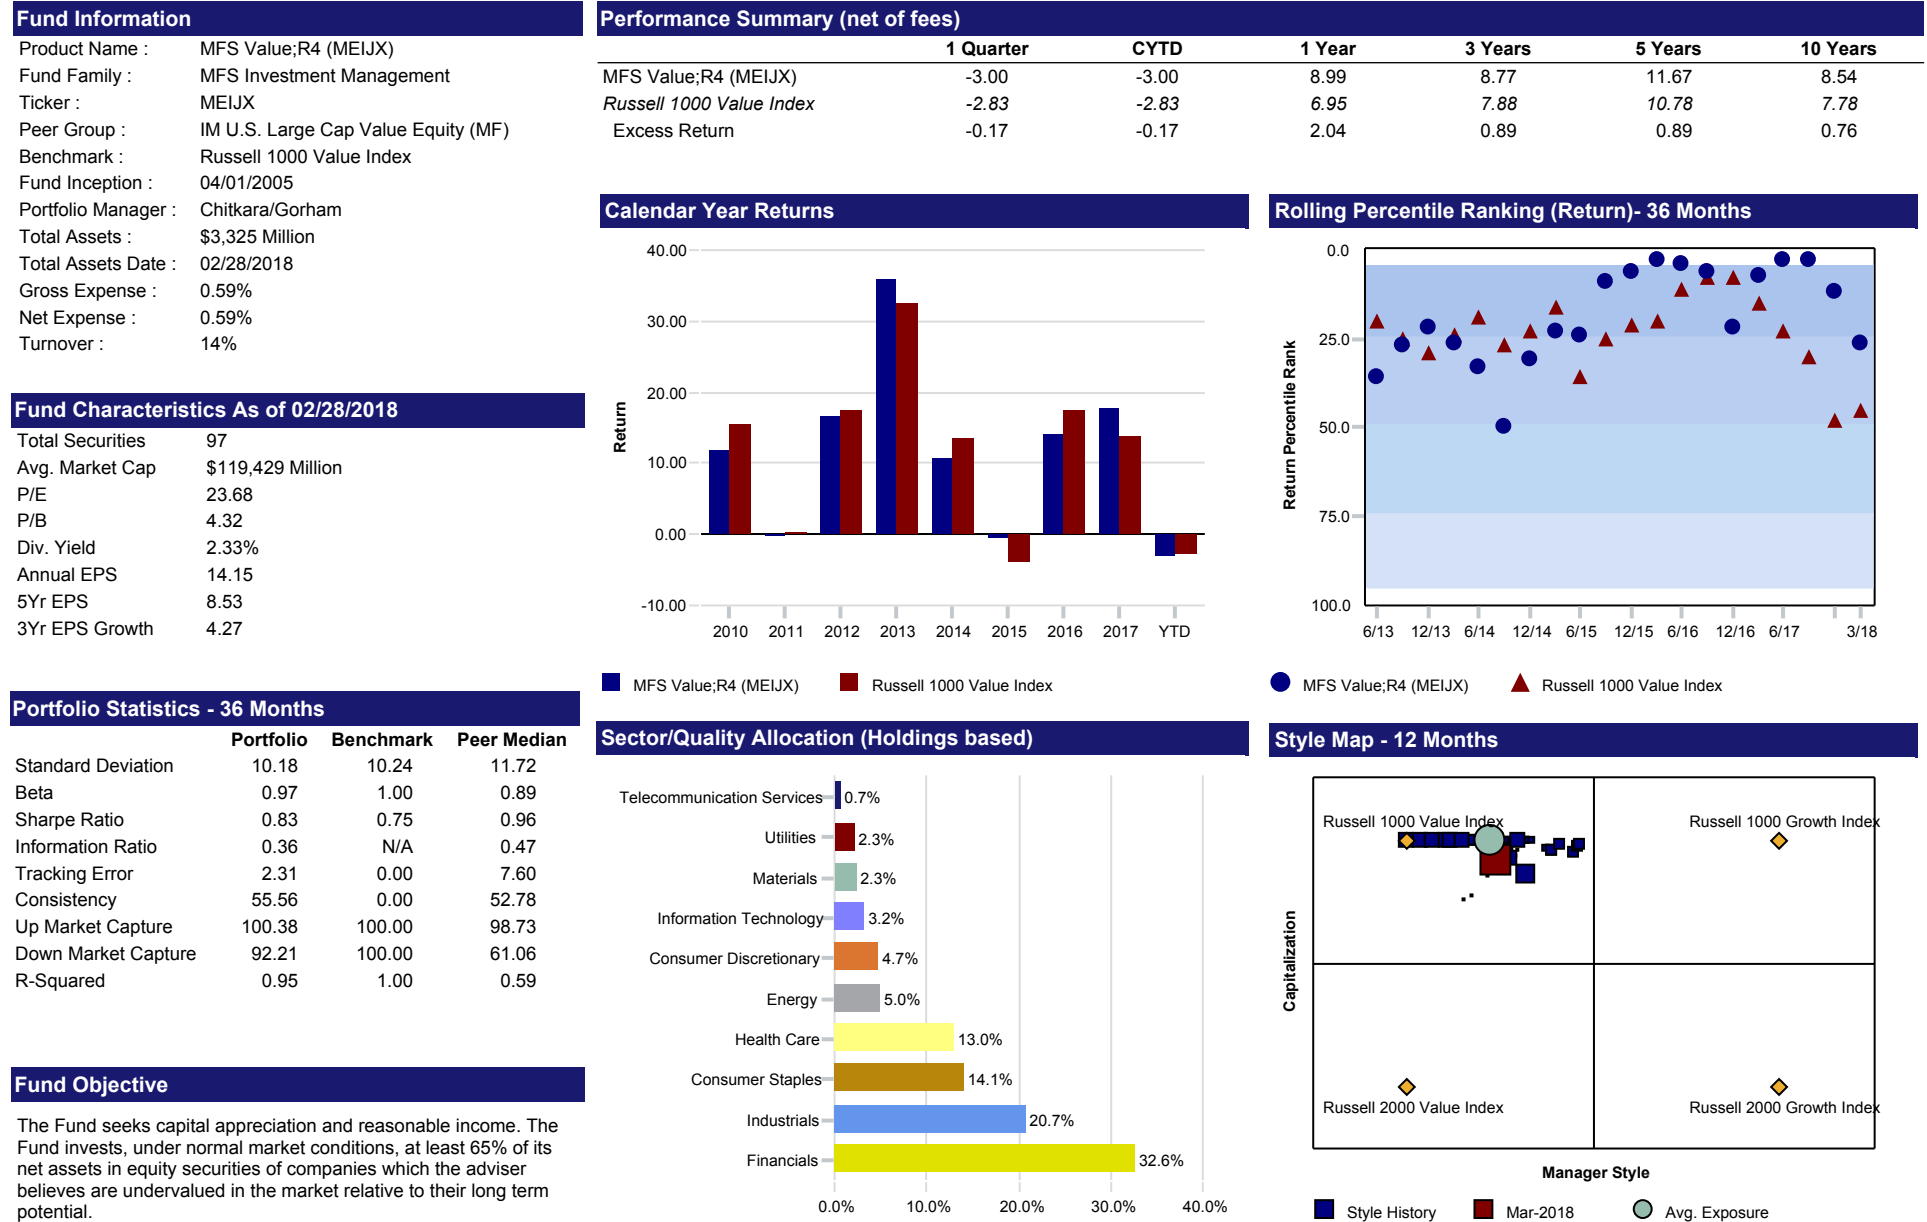 Fund Information
Product Name : MFS Value;R4 (MEIJX)
Fund Family : MFS Investment Management
Ticker : MEIJX
Peer Group : IM U.S. Large Cap Value Equity (MF)
Benchmark : Russell 1000 Value Index
Fund Inception : 04/01/2005
Portfolio Manager : Chitkara/Gorham
Total Assets : $3,325 Million
Total Assets Date : 02/28/2018
Gross Expense : 0.59%
Net Expense : 0.59%
Turnover : 14%
Fund Characteristics As of 02/28/2018
Total Securities 97
Avg. Market Cap $119,429 Million
P/E 23.68
P/B 4.32
Div. Yield 2.33%
Annual EPS 14.15
5Yr EPS 8.53
3Yr EPS Growth 4.27
Portfolio Statistics - 36 Months
Portfolio Benchmark Peer Median
Standard Deviation 10.18 10.24 11.72
Beta 0.97 1.00 0.89
Sharpe Ratio 0.83 0.75 0.96
Information Ratio 0.36 N/A 0.47
Tracking Error 2.31 0.00 7.60
Consistency 55.56 0.00 52.78
Up Market Capture 100.38 100.00 98.73
Down Market Capture 92.21 100.00 61.06
R-Squared 0.95 1.00 0.59
Fund Objective
The Fund seeks capital appreciation and reasonable income. The
Fund invests, under normal market conditions, at least 65% of its
net assets in equity securities of companies which the adviser
believes are undervalued in the market relative to their long term
potential.
Performance Summary (net of fees)
1 Quarter CYTD 1 Year 3 Years 5 Years 10 Years
MFS Value;R4 (MEIJX) -3.00 -3.00 8.99 8.77 11.67 8.54
Russell 1000 Value Index -2.83 -2.83 6.95 7.88 10.78 7.78
Excess Return -0.17 -0.17 2.04 0.89 0.89 0.76
Calendar Year Returns
40.00
30.00
20.00
10.00
0.00
-10.00
Return
2010 2011 2012 2013 2014 2015 2016 2017 YTD
MFS Value;R4 (MEIJX) Russell 1000 Value Index
Rolling Percentile Ranking (Return)- 36 Months
0.0
25.0
50.0
75.0
100.0
Return Percentile Rank
6/13 12/13 6/14 12/14 6/15 12/15 6/16 12/16 6/17 3/18
MFS Value;R4 (MEIJX) Russell 1000 Value Index
Sector/Quality Allocation (Holdings based)
Telecommunication Services 0.7%
Utilities 2.3%
Materials 2.3%
Information Technology 3.2%
Consumer Discretionary 4.7%
Energy 5.0%
Health Care 13.0%
Consumer Staples 14.1%
Industrials 20.7%
Financials 32.6%
0.0% 10.0% 20.0% 30.0% 40.0%
Style Map - 12 Months
Russell 1000 Value Index Russell 1000 Growth Index
Capitalization
Russell 2000 Value Index Russell 2000 Growth Index
Manager Style
Style History Mar-2018 Avg. Exposure